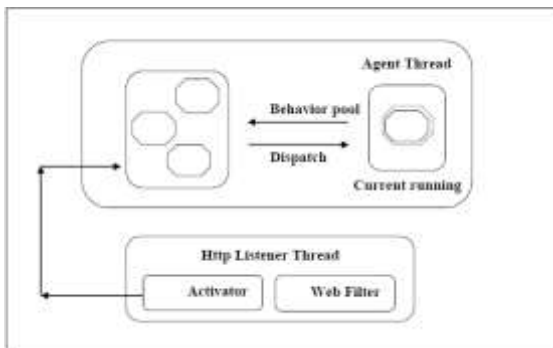 Agent Thread
Behavior pool
Dispatch
Current running
Http Listener Thread
Activator
Web Filter